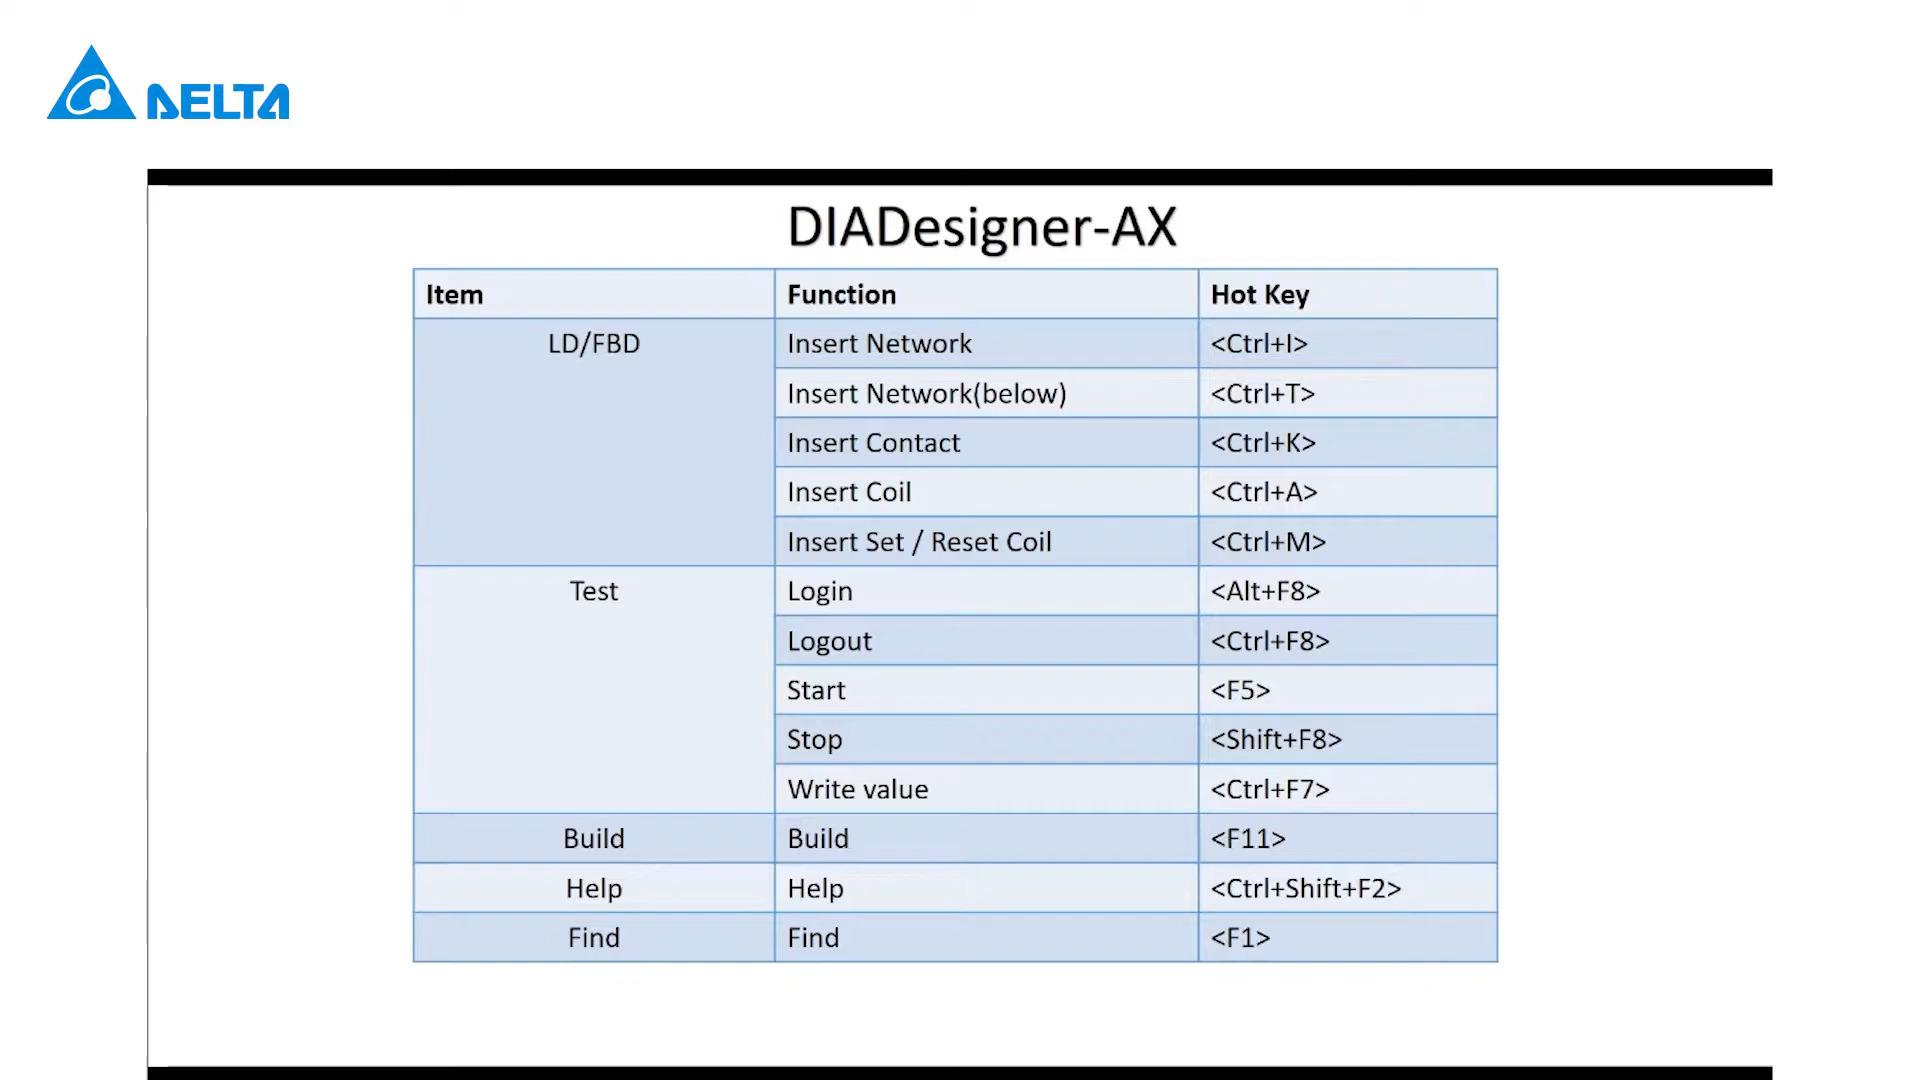 DELTA
DIADesigner-AX
Item Function Hot Key
LD/FBD Insert Network <Ctrl+I>
Insert Network(below) <Ctrl+T>
Insert Contact <Ctrl+K>
Insert Coil <Ctrl+A>
Insert Set / Reset Coil <Ctrl+M>
Test Login <Alt+F8>
Logout <Ctrl+F8>
Start <F5>
Stop <Shift+F8>
Write value <Ctrl+F7>
Build Build <F11>
Help Help <Ctrl+Shift+F2>
Find Find <F1>